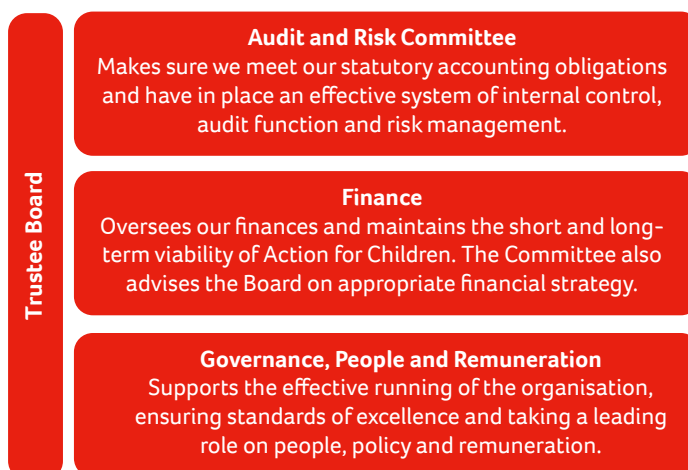 Trustee Board
Audit and Risk Committee
Makes sure we meet our statutory accounting obligations
and have in place an effective system of internal control,
audit function and risk management.
Finance
Oversees our finances and maintains the short and long-
term viability of Action for Children. The Committee also
advises the Board on appropriate financial strategy.
Governance, People and Remuneration
Supports the effective running of the organisation,
ensuring standards of excellence and taking a leading
role on people, policy and remuneration.